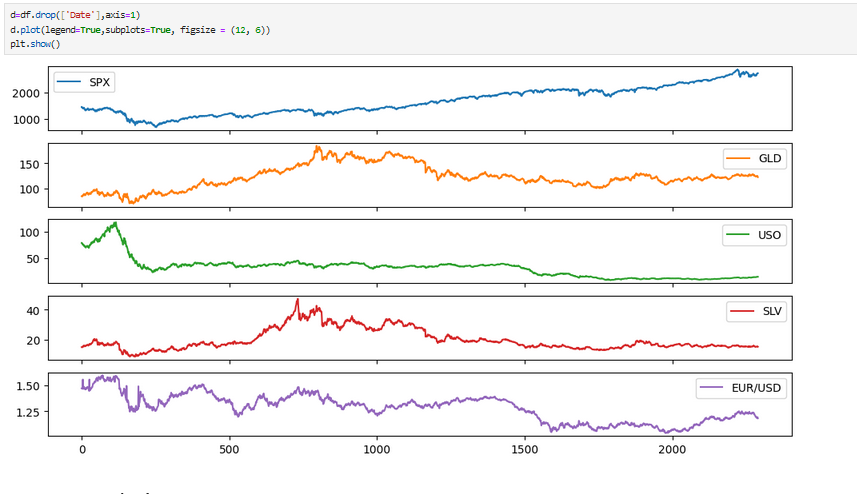 d=df.drop(['Date'],axis=1)
d.plot(legend=True,subplots=True, figsize = (12, 6))
plt.show()
SPX
2000
1000
GLD
150
100
USO
100
50
SLV
40
20
EUR/USD
1.50
1.25
0 500 1000 1500 2000